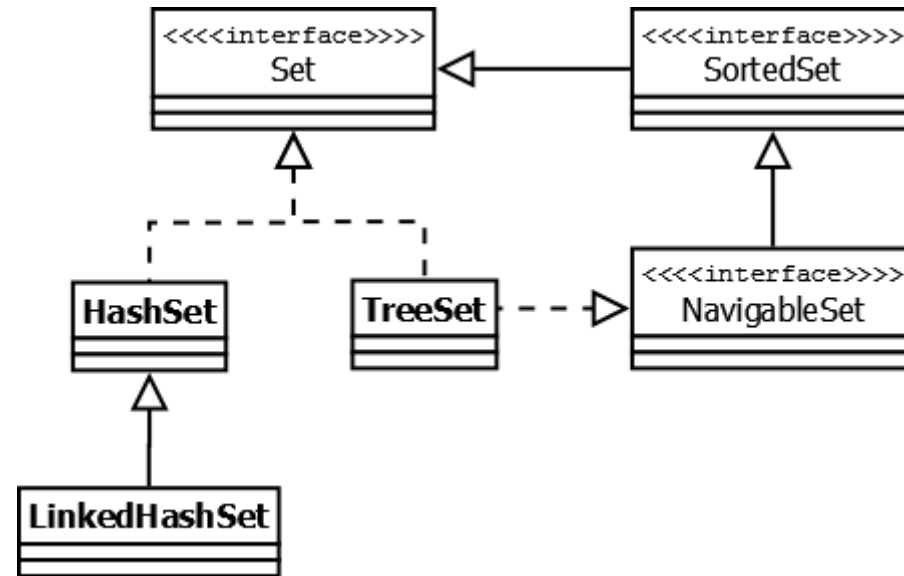 <<<<interface>>>>
Set
<<<<interface>>>>
SortedSet
HashSet
TreeSet
<<<<interface>>>>
NavigableSet
LinkedHashSet